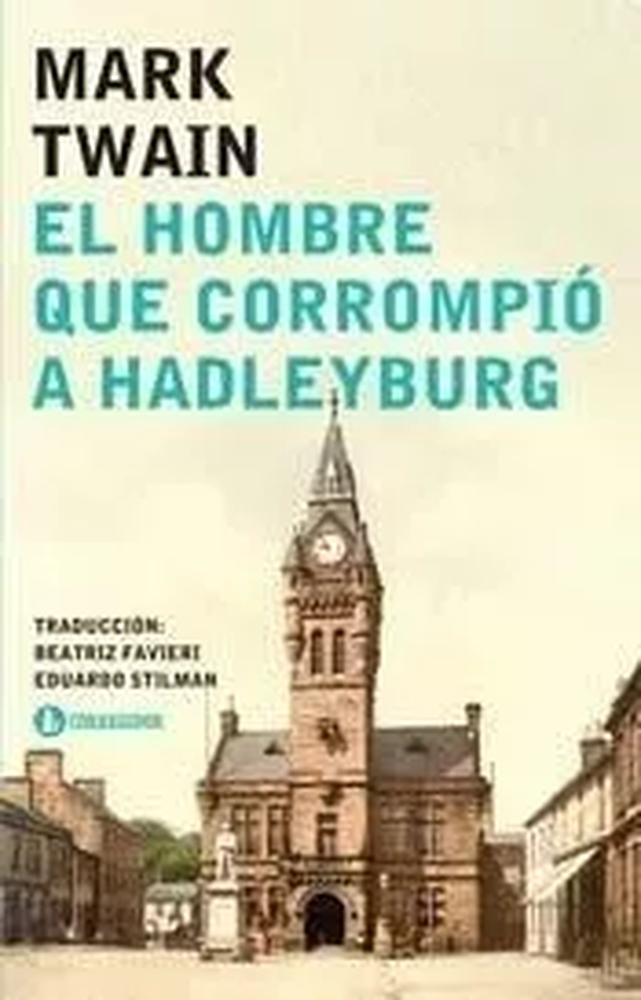 MARK
TWAIN
EL HOMBRE
QUE CORROMPIÓ
A HADLEYBURG
TRADUCCIÓN:
BEATRIZ FAVIERI
EDUARDO STILMAN